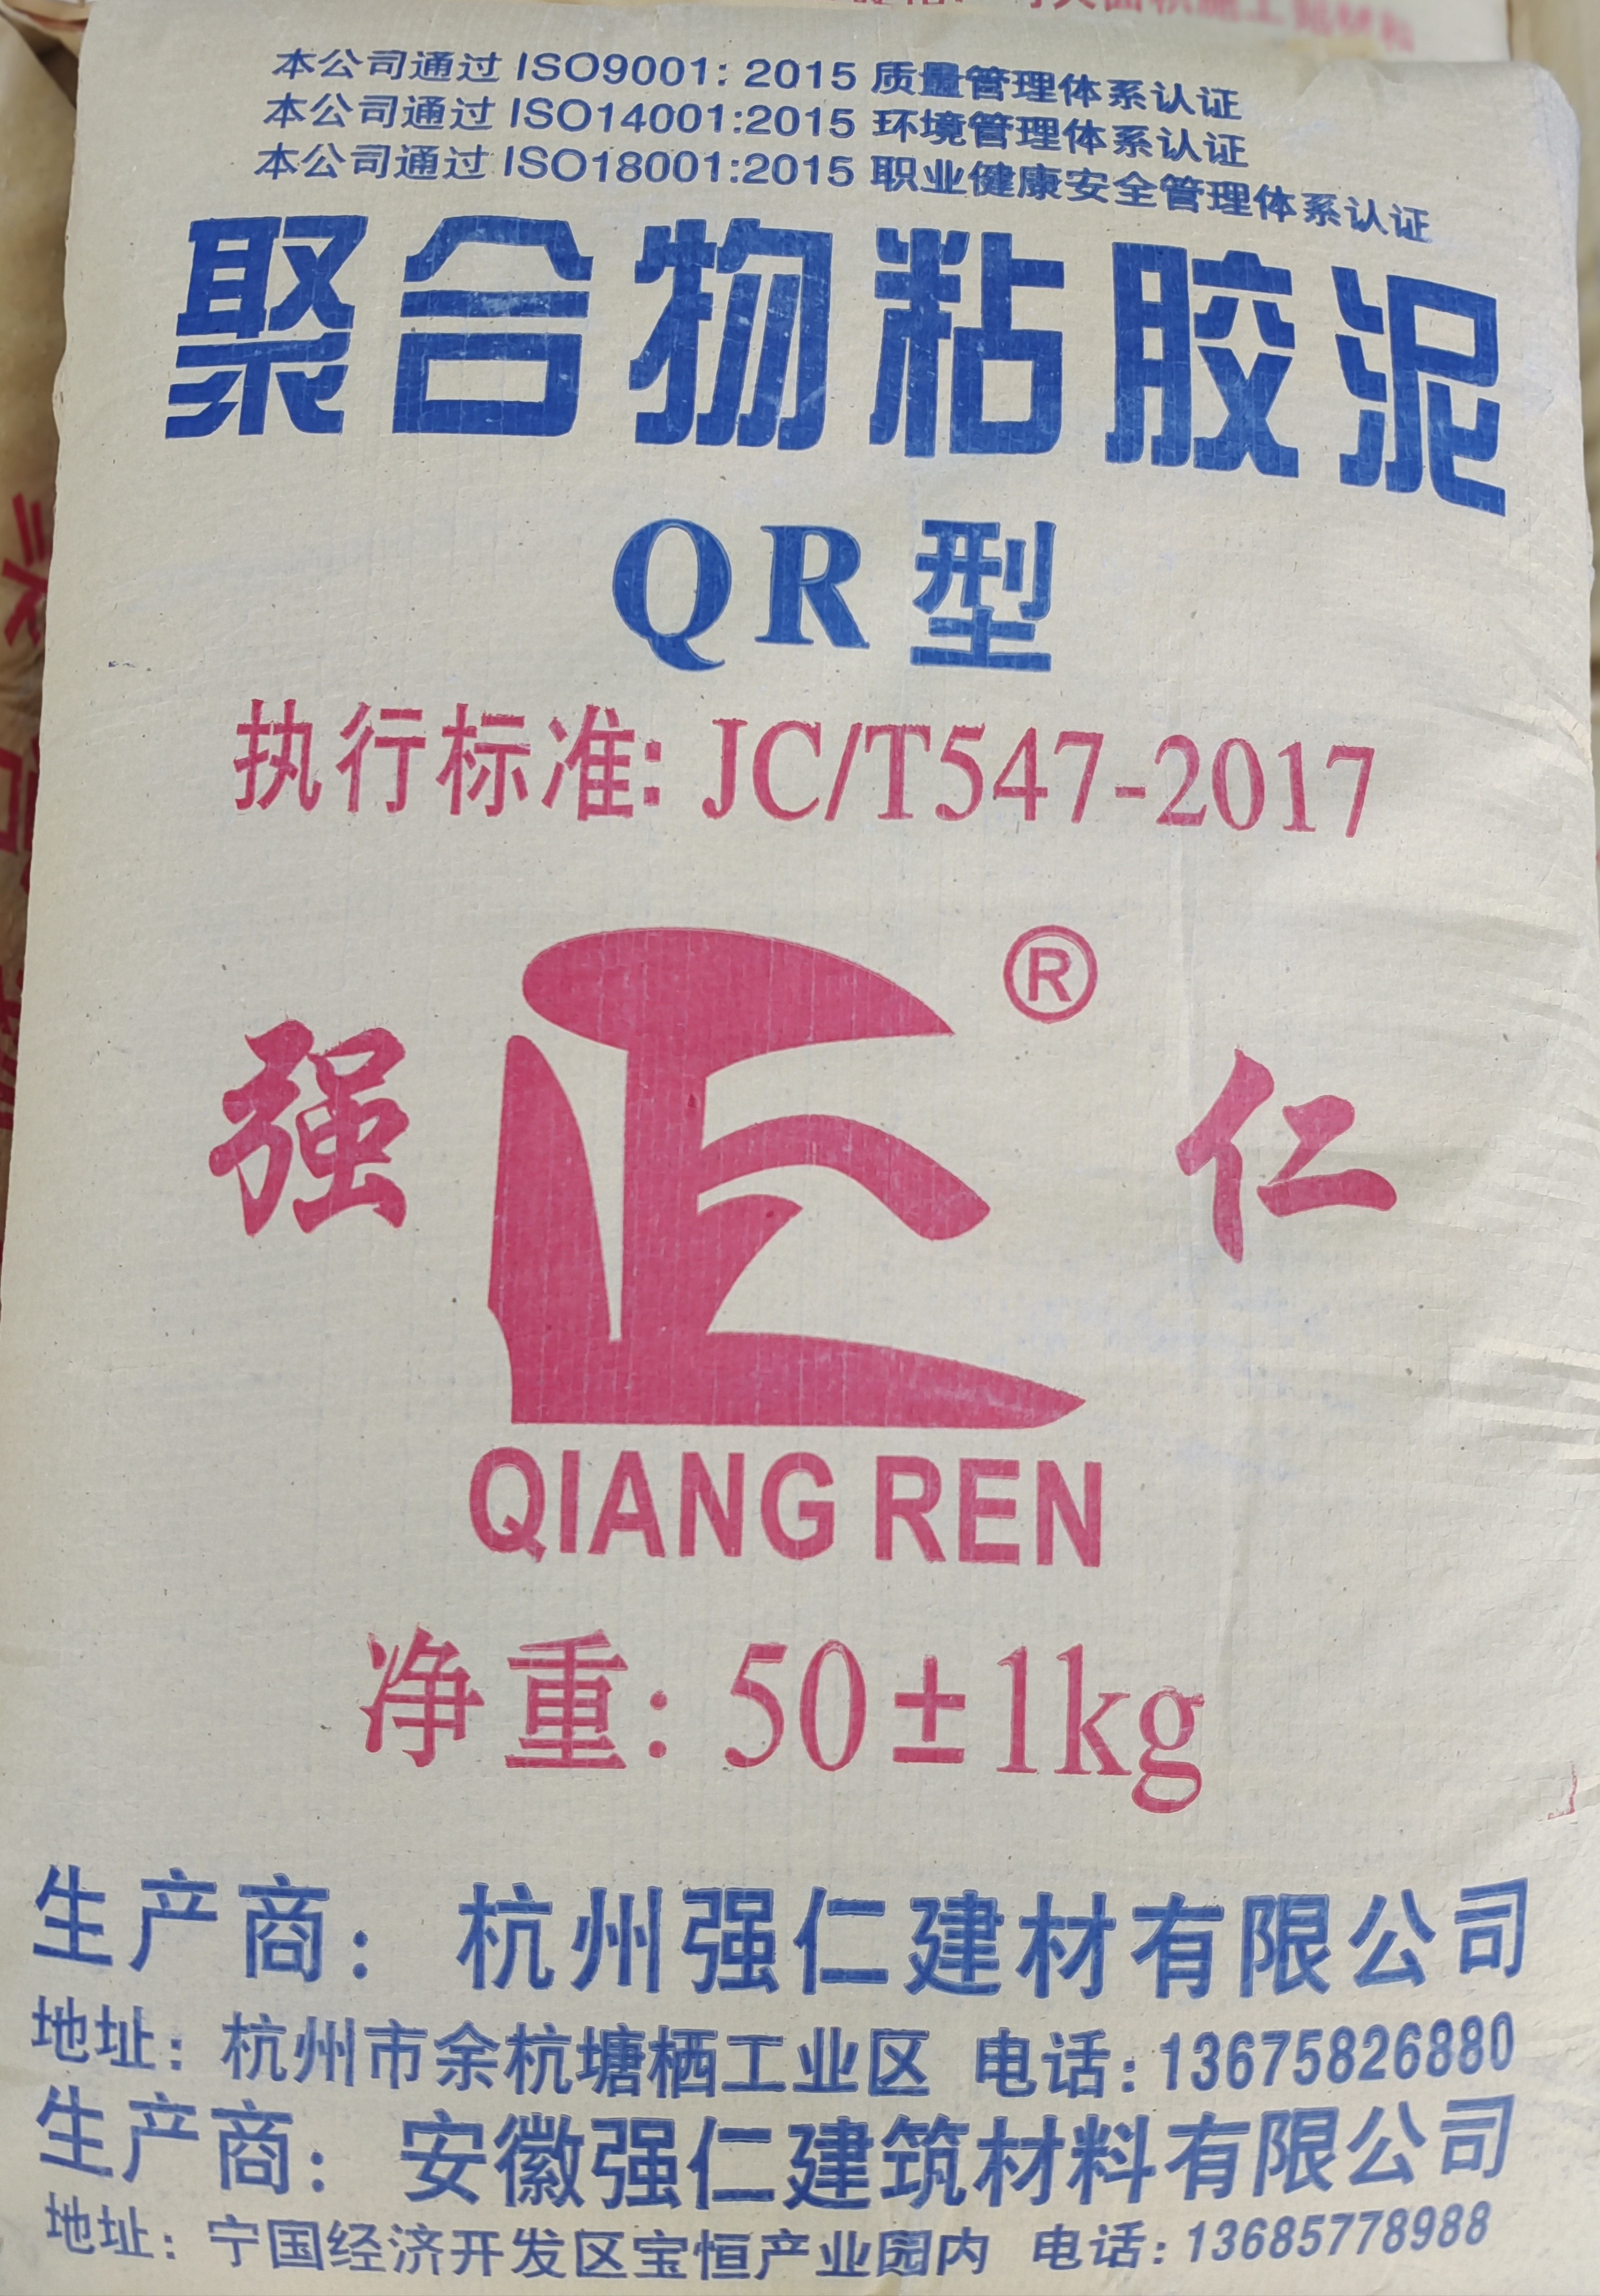 本公司通过 ISO9001: 2015 质量管理体系认证
本公司通过 ISO14001:2015 环境管理体系认证
本公司通过 ISO18001:2015 职业健康安全管理体系认证
聚合物粘胶泥
QR型
执行标准: JC/T547-2017
®
强 仁
QIANG REN
净重: 50±1kg
生产商: 杭州强仁建材有限公司
地址: 杭州市余杭塘栖工业区 电话: 13675826880
生产商: 安徽强仁建筑材料有限公司
地址: 宁国经济开发区宝恒产业园内 电话: 13685778988